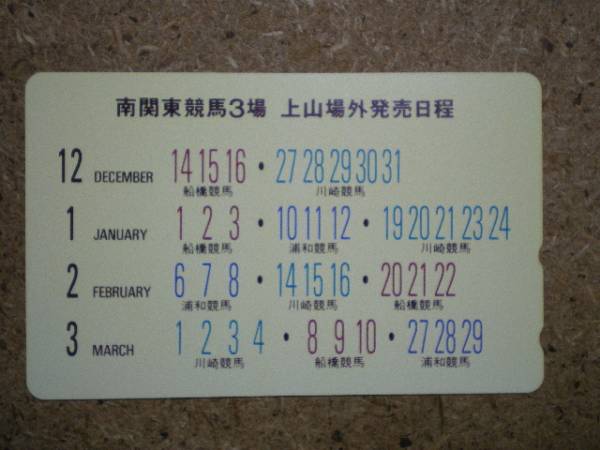 南関東競馬3場 上山場外発売日程
12 DECEMBER 14 15 16 ・ 27 28 29 30 31
船橋競馬 川崎競馬
1 JANUARY 1 2 3 ・ 10 11 12 ・ 19 20 21 23 24
船橋競馬 浦和競馬 川崎競馬
2 FEBRUARY 6 7 8 ・ 14 15 16 ・ 20 21 22
浦和競馬 川崎競馬 船橋競馬
3 MARCH 1 2 3 4 ・ 8 9 10 ・ 27 28 29
川崎競馬 船橋競馬 浦和競馬